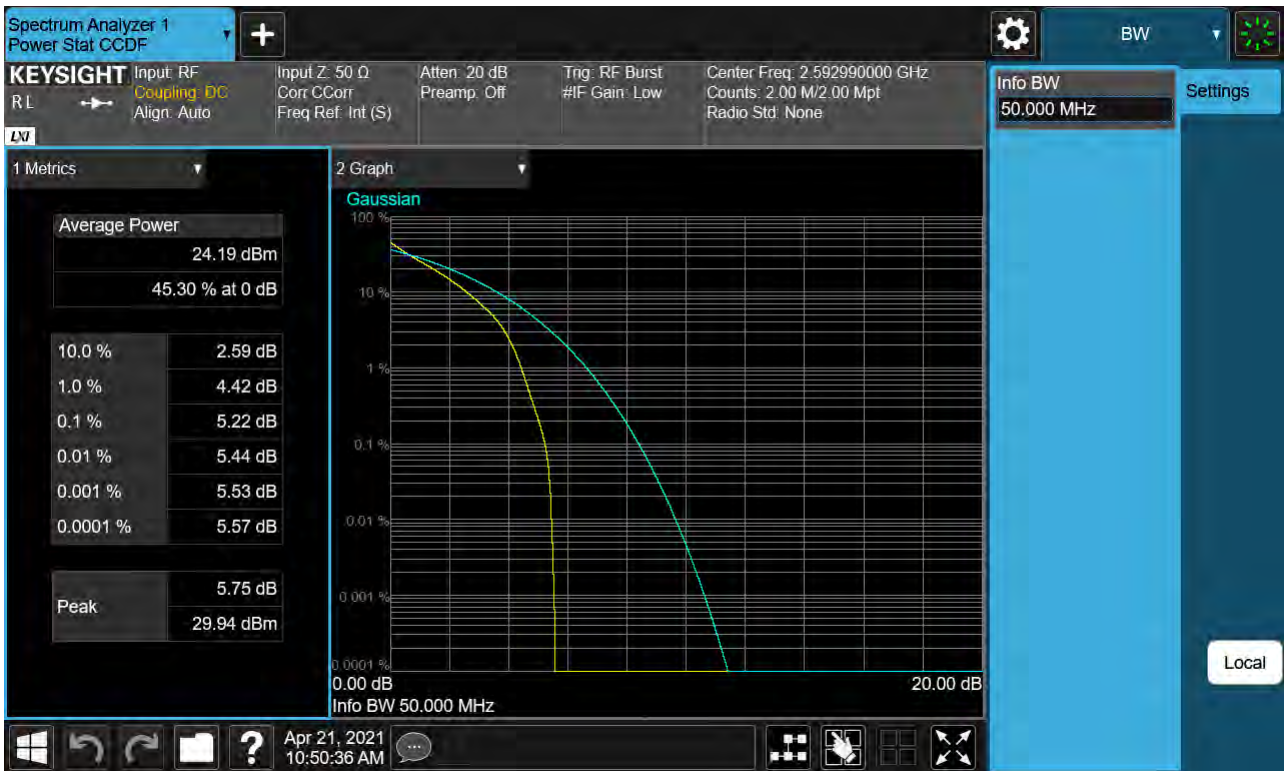 Spectrum Analyzer 1
Power Stat CCDF
+
BW
KEYSIGHT
R L
LXI
Input: RF
Coupling: DC
Align: Auto
Input Z: 50 Ω
Corr CCorr
Freq Ref: Int (S)
Atten: 20 dB
Preamp: Off
Trig: RF Burst
#IF Gain: Low
Center Freq: 2.592990000 GHz
Counts: 2.00 M/2.00 Mpt
Radio Std: None
Info BW
50.000 MHz
Settings
1 Metrics
Average Power
24.19 dBm
45.30 % at 0 dB
10.0 % 2.59 dB
1.0 % 4.42 dB
0.1 % 5.22 dB
0.01 % 5.44 dB
0.001 % 5.53 dB
0.0001 % 5.57 dB
Peak
5.75 dB
29.94 dBm
2 Graph
Gaussian
100 %
10 %
1 %
0.1 %
0.01 %
0.001 %
0.0001 %
0.00 dB 20.00 dB
Info BW 50.000 MHz
Local
?
Apr 21, 2021
10:50:36 AM